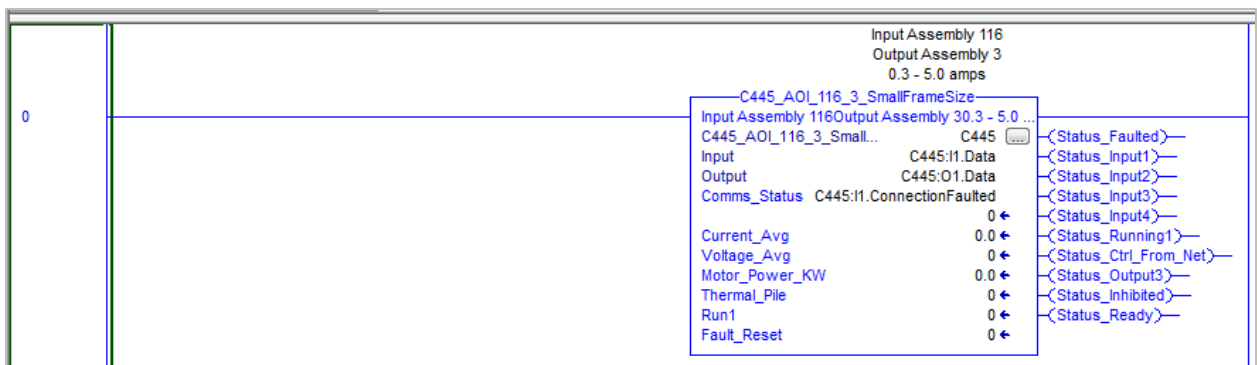 Input Assembly 116
Output Assembly 3
0.3 - 5.0 amps
C445_AOI_116_3_SmallFrameSize
0
Input Assembly 116Output Assembly 30.3 - 5.0 ...
C445_AOI_116_3_Small... C445 ... (Status_Faulted)
Input C445:I1.Data (Status_Input1)
Output C445:O1.Data (Status_Input2)
Comms_Status C445:I1.ConnectionFaulted (Status_Input3)
0 (Status_Input4)
Current_Avg 0.0 (Status_Running1)
Voltage_Avg 0 (Status_Ctrl_From_Net)
Motor_Power_KW 0.0 (Status_Output3)
Thermal_Pile 0 (Status_Inhibited)
Run1 0 (Status_Ready)
Fault_Reset 0